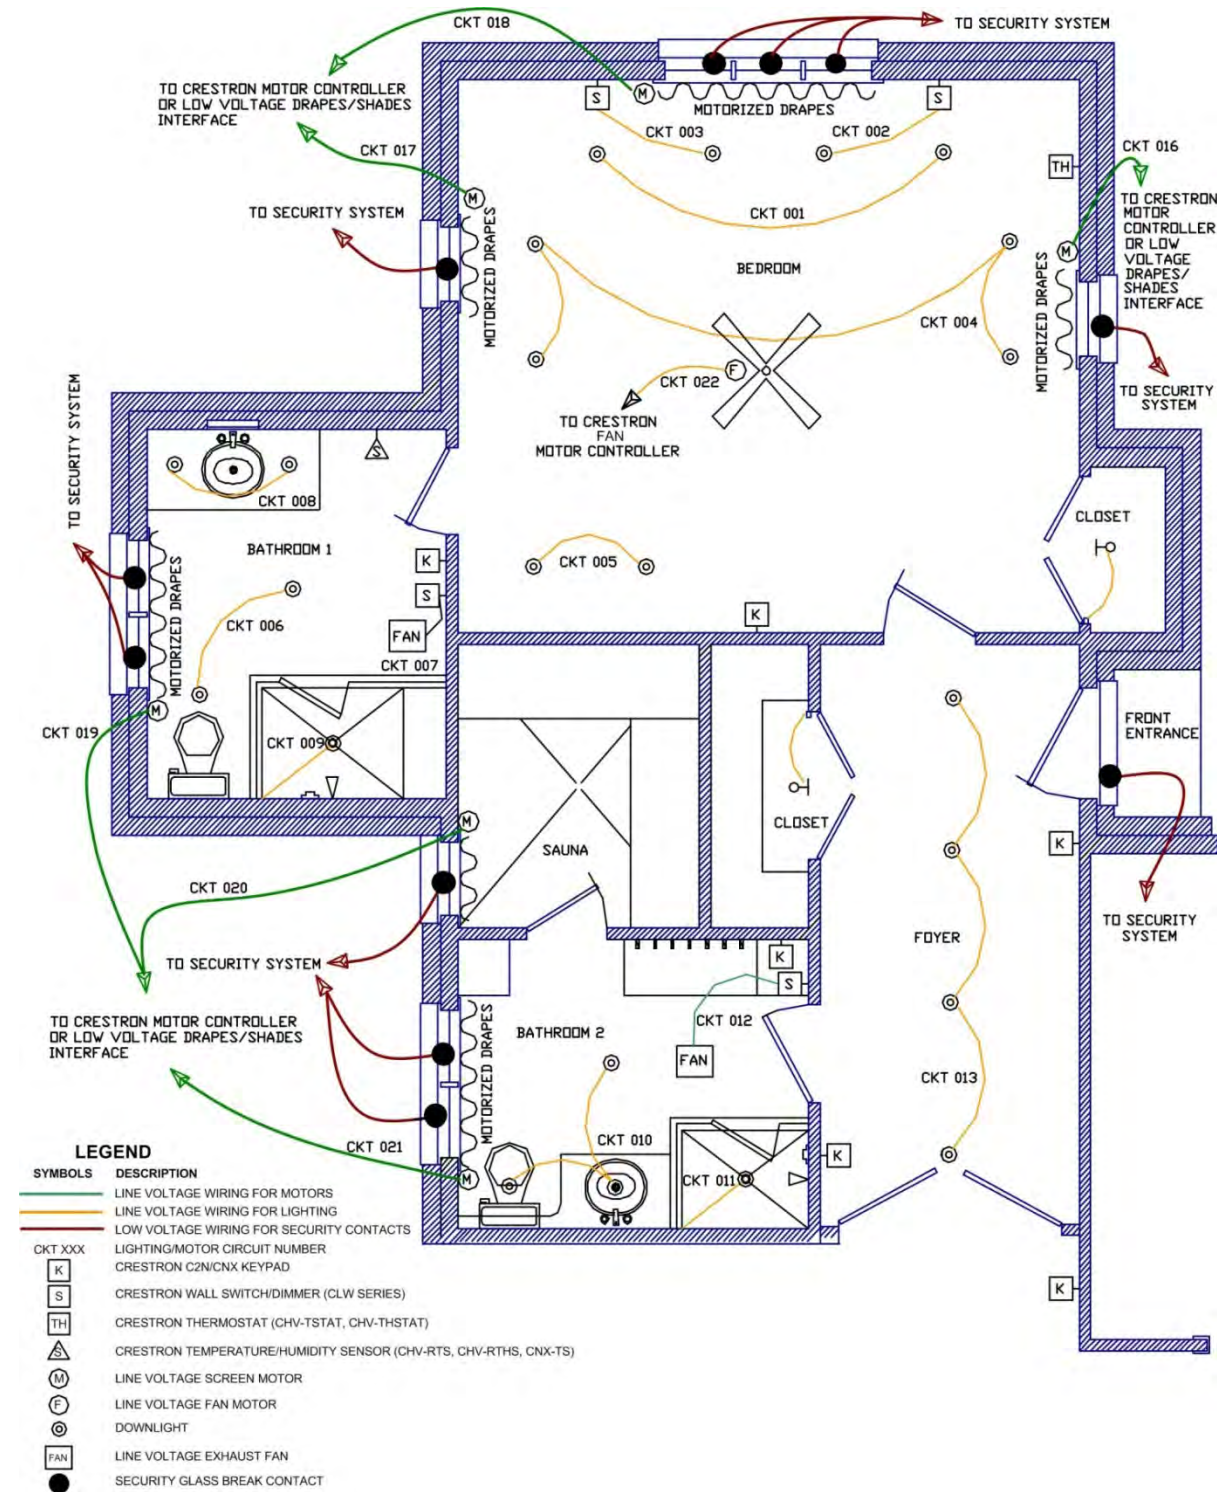 CKT 018
TO SECURITY SYSTEM
TO CRESTRON MOTOR CONTROLLER
OR LOW VOLTAGE DRAPES/SHADES
INTERFACE
S
M
MOTORIZED DRAPES
S
CKT 003
CKT 002
CKT 017
CKT 016
TH
M
TO SECURITY SYSTEM
CKT 001
TO CRESTRON
MOTOR
CONTROLLER
OR LOW
VOLTAGE
DRAPES/
SHADES
INTERFACE
MOTORIZED DRAPES
M
MOTORIZED DRAPES
BEDROOM
CKT 004
F
CKT 022
TO CRESTRON
FAN
MOTOR CONTROLLER
TO SECURITY
SYSTEM
TO SECURITY SYSTEM
S
CKT 008
CLOSET
BATHROOM 1
MOTORIZED DRAPES
K
S
FAN
CKT 005
K
CKT 006
CKT 007
M
CKT 019
CKT 009
FRONT
ENTRANCE
M
CLOSET
SAUNA
K
CKT 020
TO SECURITY
SYSTEM
FOYER
TO SECURITY SYSTEM
K
S
TO CRESTRON MOTOR CONTROLLER
OR LOW VOLTAGE DRAPES/SHADES
INTERFACE
MOTORIZED DRAPES
BATHROOM 2
CKT 012
FAN
CKT 013
CKT 021
M
CKT 010
CKT 011
K
K
LEGEND
SYMBOLS DESCRIPTION
LINE VOLTAGE WIRING FOR MOTORS
LINE VOLTAGE WIRING FOR LIGHTING
LOW VOLTAGE WIRING FOR SECURITY CONTACTS
CKT XXX LIGHTING/MOTOR CIRCUIT NUMBER
K CRESTRON C2N/CNX KEYPAD
S CRESTRON WALL SWITCH/DIMMER (CLW SERIES)
TH CRESTRON THERMOSTAT (CHV-TSTAT, CHV-THSTAT)
S CRESTRON TEMPERATURE/HUMIDITY SENSOR (CHV-RTS, CHV-RTHS, CNX-TS)
M LINE VOLTAGE SCREEN MOTOR
F LINE VOLTAGE FAN MOTOR
DOWNLIGHT
FAN LINE VOLTAGE EXHAUST FAN
SECURITY GLASS BREAK CONTACT